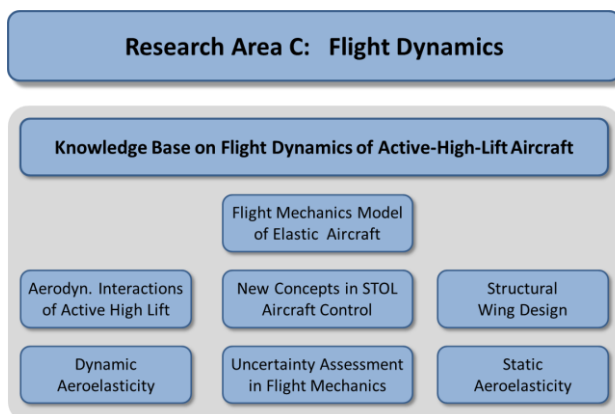 Research Area C: Flight Dynamics
Knowledge Base on Flight Dynamics of Active-High-Lift Aircraft
Flight Mechanics Model
of Elastic Aircraft
Aerodyn. Interactions
of Active High Lift
New Concepts in STOL
Aircraft Control
Structural
Wing Design
Dynamic
Aeroelasticity
Uncertainty Assessment
in Flight Mechanics
Static
Aeroelasticity